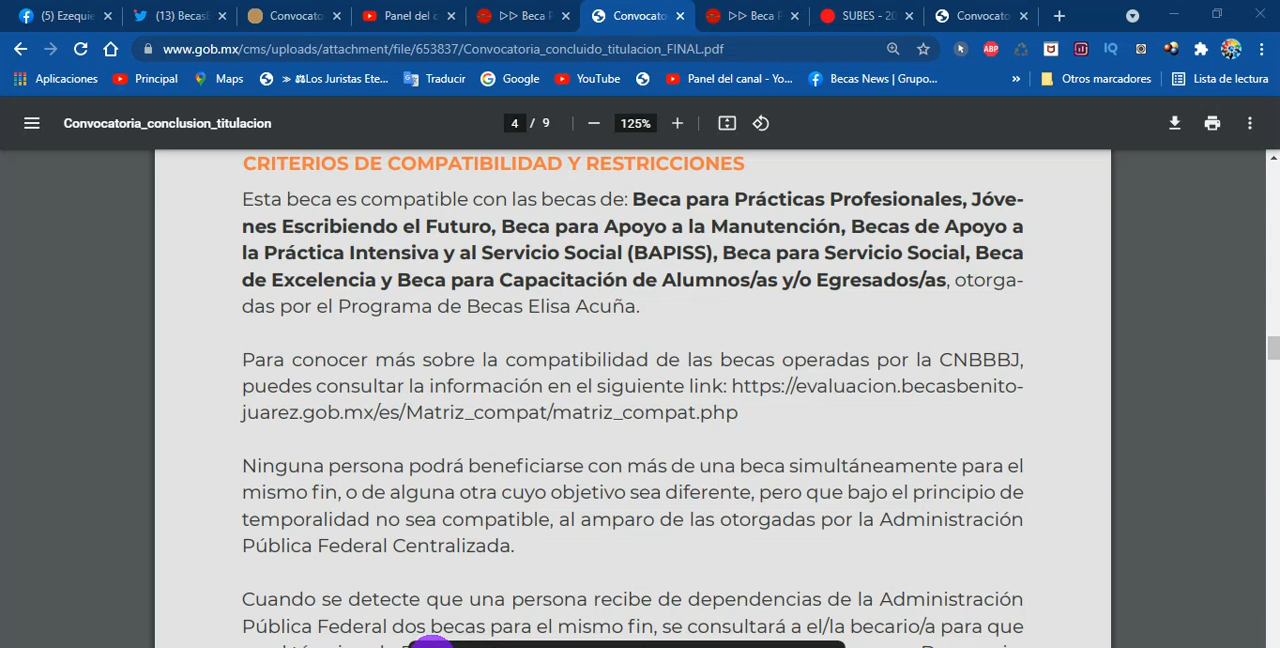 (5) Ezequie
(13) Becas
Convocato
Panel del c
▷▷ Beca P
Convocato
▷▷ Beca P
SUBES - 20
Convocato
www.gob.mx/cms/uploads/attachment/file/653837/Convocatoria_concluido_titulacion_FINAL.pdf
ABP
IQ
Aplicaciones
Principal
Maps
≫ ⚖Los Juristas Ete...
Traducir
Google
YouTube
Panel del canal - Yo...
Becas News | Grupo...
»
Otros marcadores
Lista de lectura
Convocatoria_conclusion_titulacion
4 / 9
125%
CRITERIOS DE COMPATIBILIDAD Y RESTRICCIONES
Esta beca es compatible con las becas de: Beca para Prácticas Profesionales, Jóve-
nes Escribiendo el Futuro, Beca para Apoyo a la Manutención, Becas de Apoyo a
la Práctica Intensiva y al Servicio Social (BAPISS), Beca para Servicio Social, Beca
de Excelencia y Beca para Capacitación de Alumnos/as y/o Egresados/as, otorga-
das por el Programa de Becas Elisa Acuña.
Para conocer más sobre la compatibilidad de las becas operadas por la CNBBBJ,
puedes consultar la información en el siguiente link: https://evaluacion.becasbenito-
juarez.gob.mx/es/Matriz_compat/matriz_compat.php
Ninguna persona podrá beneficiarse con más de una beca simultáneamente para el
mismo fin, o de alguna otra cuyo objetivo sea diferente, pero que bajo el principio de
temporalidad no sea compatible, al amparo de las otorgadas por la Administración
Pública Federal Centralizada.
Cuando se detecte que una persona recibe de dependencias de la Administración
Pública Federal dos becas para el mismo fin, se consultará a el/la becario/a para que